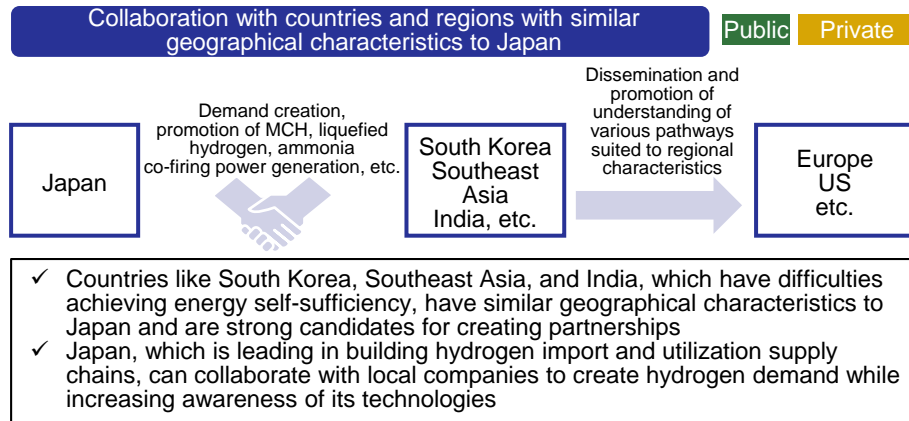 Collaboration with countries and regions with similar
geographical characteristics to Japan
Public
Private
Demand creation,
promotion of MCH, liquefied
hydrogen, ammonia
co-firing power generation, etc.
Dissemination and
promotion of
understanding of
various pathways
suited to regional
characteristics
Japan
South Korea
Southeast
Asia
India, etc.
Europe
US
etc.
✓ Countries like South Korea, Southeast Asia, and India, which have difficulties
achieving energy self-sufficiency, have similar geographical characteristics to
Japan and are strong candidates for creating partnerships
✓ Japan, which is leading in building hydrogen import and utilization supply
chains, can collaborate with local companies to create hydrogen demand while
increasing awareness of its technologies